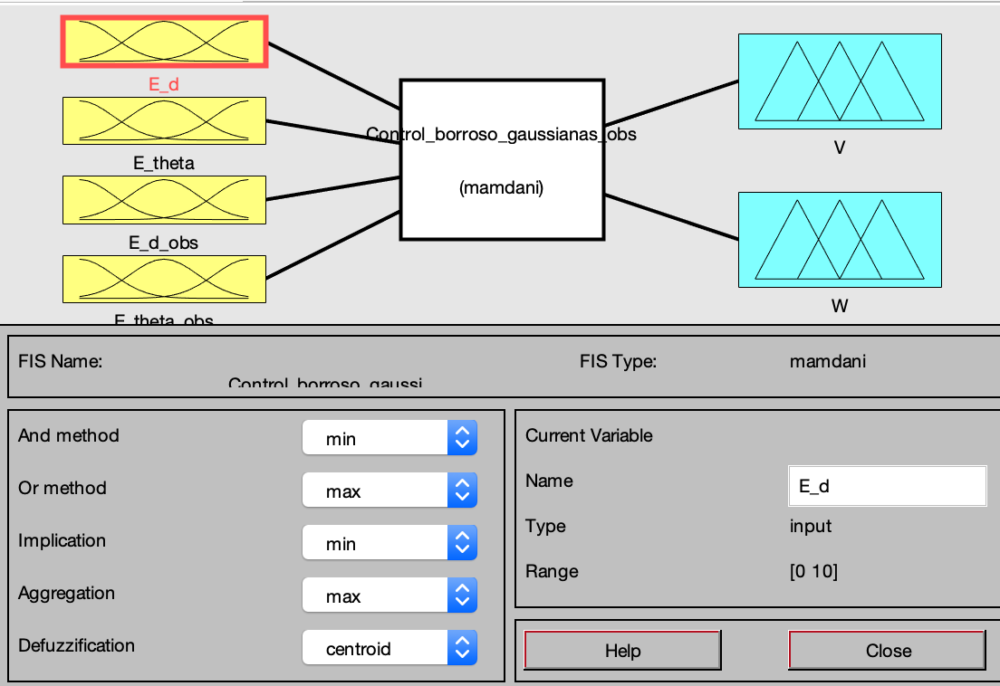 E_d
E_theta
E_d_obs
E_theta_obs
Control_borroso_gaussianas_obs
(mamdani)
V
W
FIS Name:
Control_borroso_gaussi
FIS Type:
mamdani
And method
min
Or method
max
Implication
min
Aggregation
max
Defuzzification
centroid
Current Variable
Name
E_d
Type
input
Range
[0 10]
Help
Close